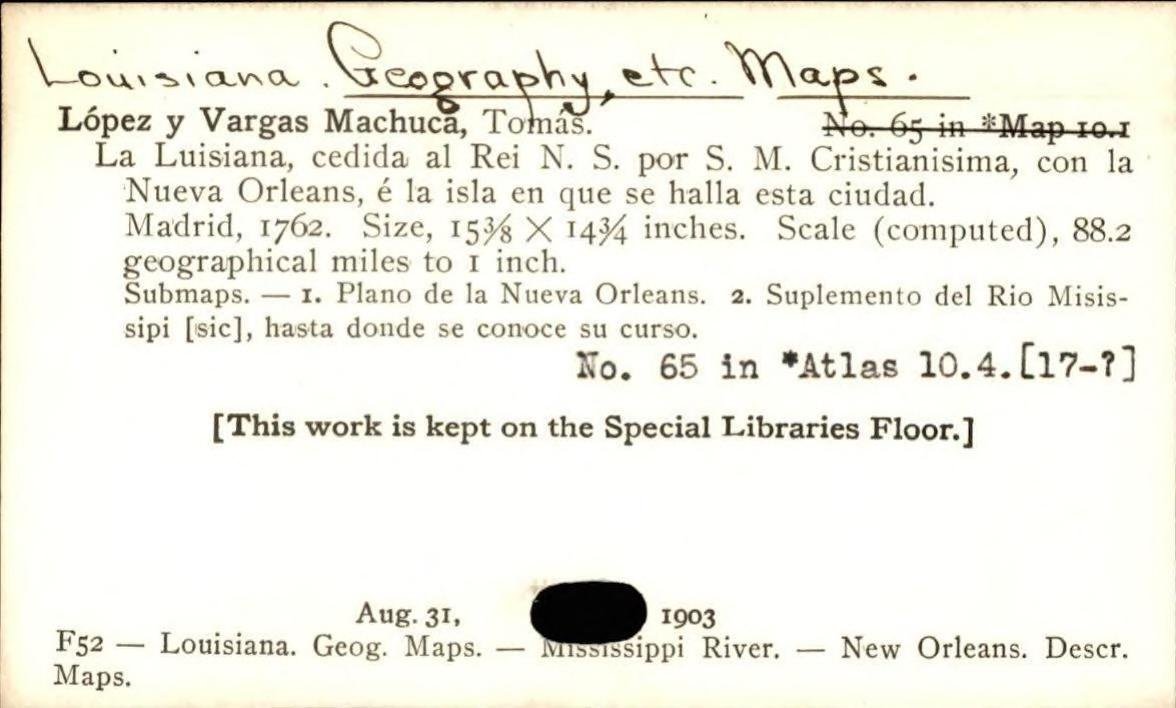 Louisiana. Geography, etc. Maps.
López y Vargas Machuca, Tomás. No. 65 in *Map 10.1
La Luisiana, cedida al Rei N. S. por S. M. Cristianisima, con la
Nueva Orleans, é la isla en que se halla esta ciudad.
Madrid, 1762. Size, 15⅜ X 14¾ inches. Scale (computed), 88.2
geographical miles to 1 inch.
Submaps. — 1. Plano de la Nueva Orleans. 2. Suplemento del Rio Misis-
sipi [sic], hasta donde se conoce su curso.
No. 65 in *Atlas 10.4.[17-?]
[This work is kept on the Special Libraries Floor.]
Aug. 31, 1903
F52 — Louisiana. Geog. Maps. — Mississippi River. — New Orleans. Descr.
Maps.